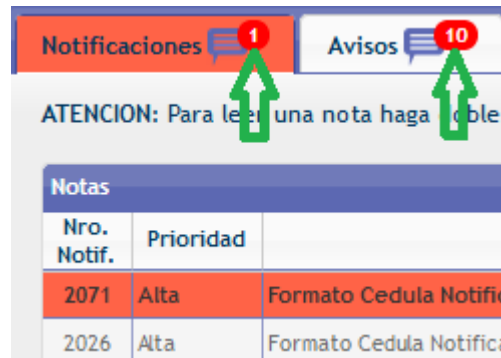 Notificaciones 1 Avisos 10
ATENCION: Para leer una nota haga doble
Notas
Nro. Notif. Prioridad
2071 Alta Formato Cedula Notific
2026 Alta Formato Cedula Notifica